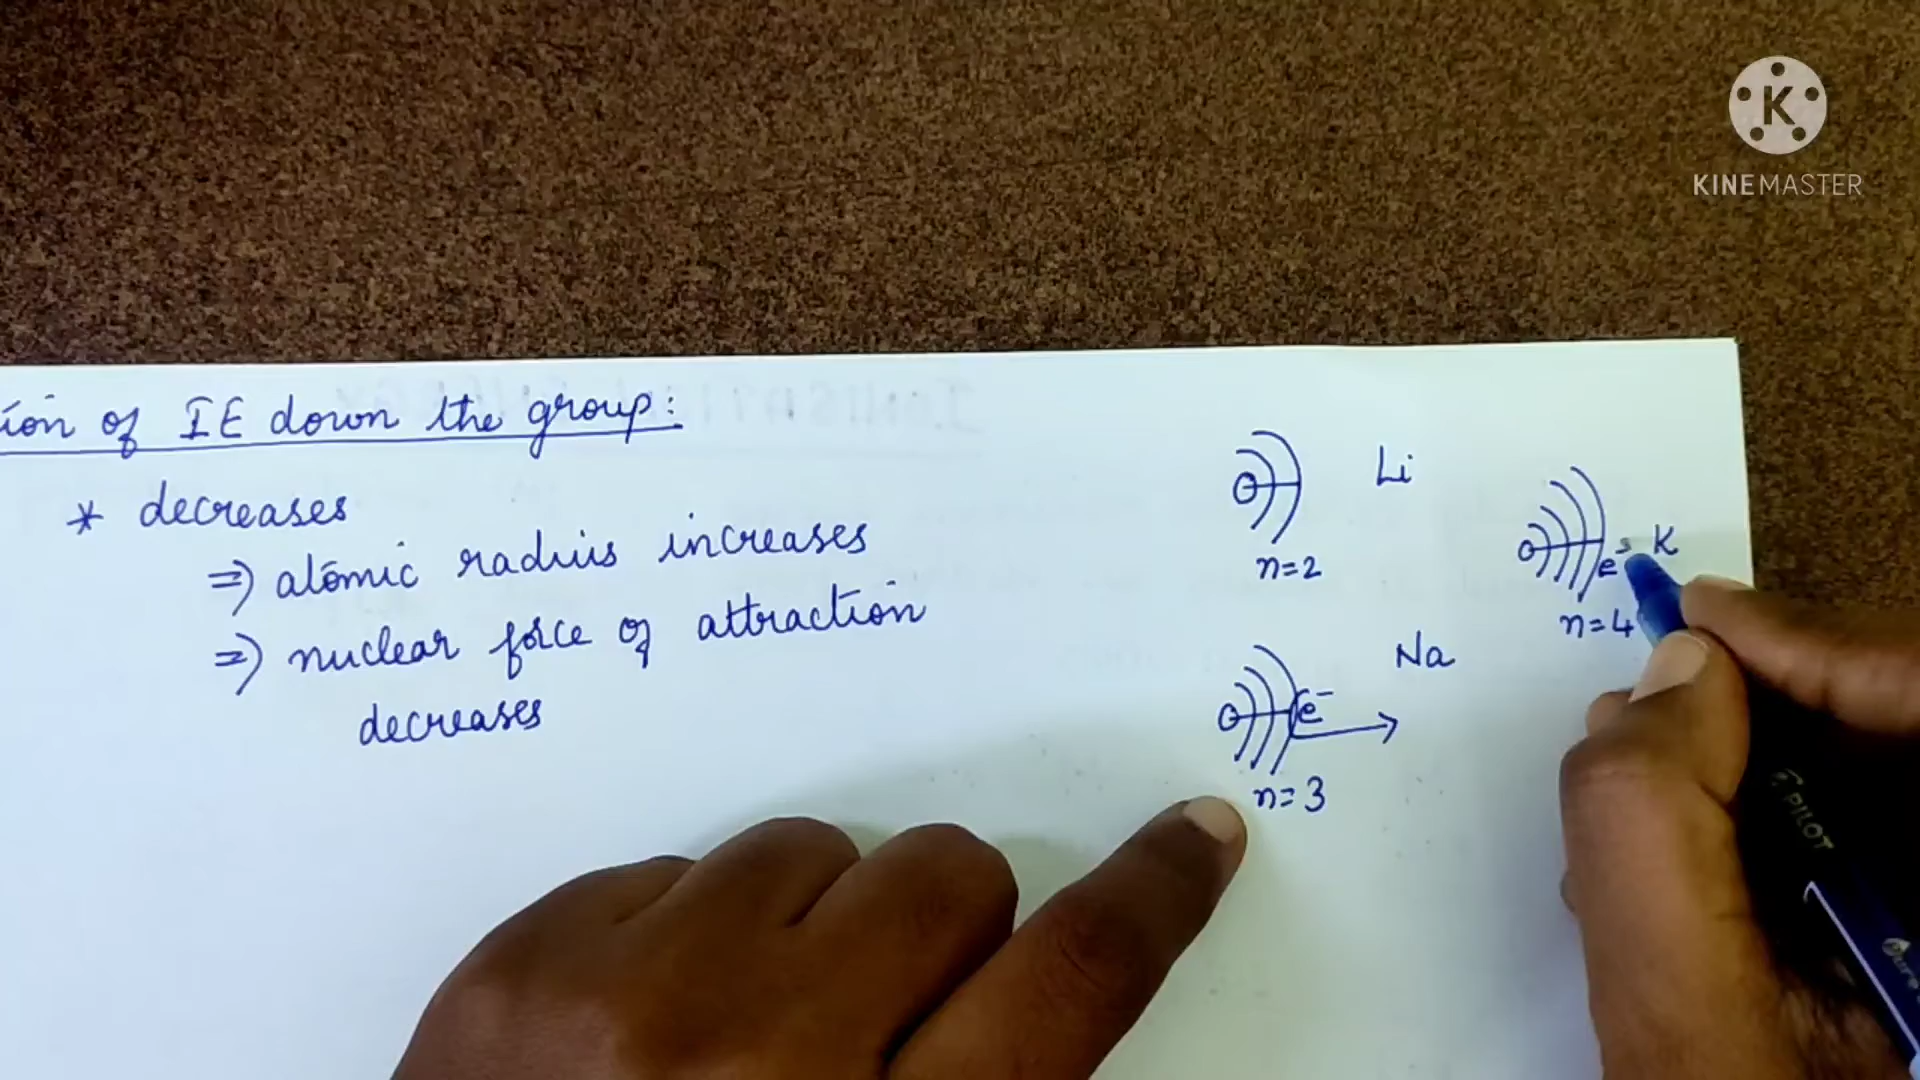 K
KINEMASTER
ion of IE down the group:
* decreases
⇒ atomic radius increases
⇒ nuclear force of attraction
decreases
Li
n=2
K
e
n=4
Na
e⁻
n=3
PILOT
Pure